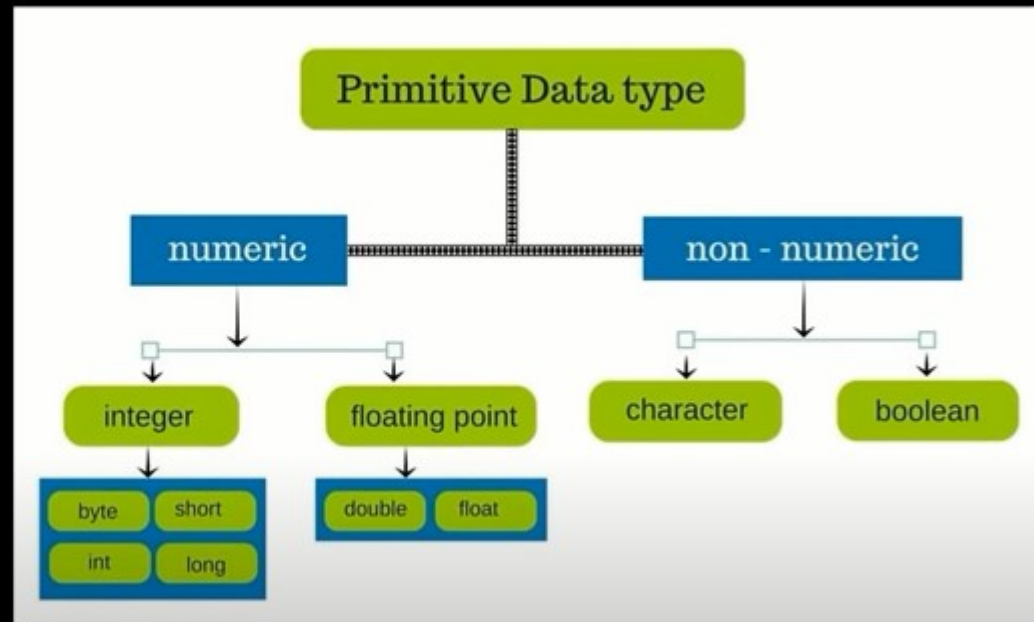 Primitive Data type
numeric
non - numeric
integer
floating point
character
boolean
byte
short
int
long
double
float